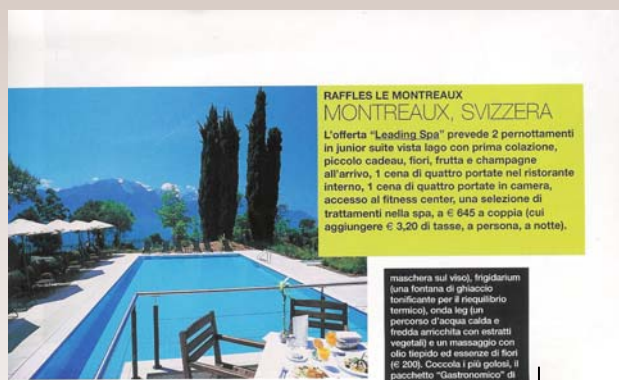 RAFFLES LE MONTREAUX
MONTREAUX, SVIZZERA
L'offerta “Leading Spa” prevede 2 pernottamenti
in junior suite vista lago con prima colazione,
piccolo cadeau, fiori, frutta e champagne
all'arrivo, 1 cena di quattro portate nel ristorante
interno, 1 cena di quattro portate in camera,
accesso al fitness center, una selezione di
trattamenti nella spa, a € 645 a coppia (cui
aggiungere € 3,20 di tasse, a persona, a notte).
maschera sul viso), frigidarium
(una fontana di ghiaccio
tonificante per il riequilibrio
termico), onda leg (un
percorso d'acqua calda e
fredda arricchita con estratti
vegetali) e un massaggio con
olio tiepido ed essenze di fiori
(€ 200). Coccola i più golosi, il
pacchetto “Gastronomico” di